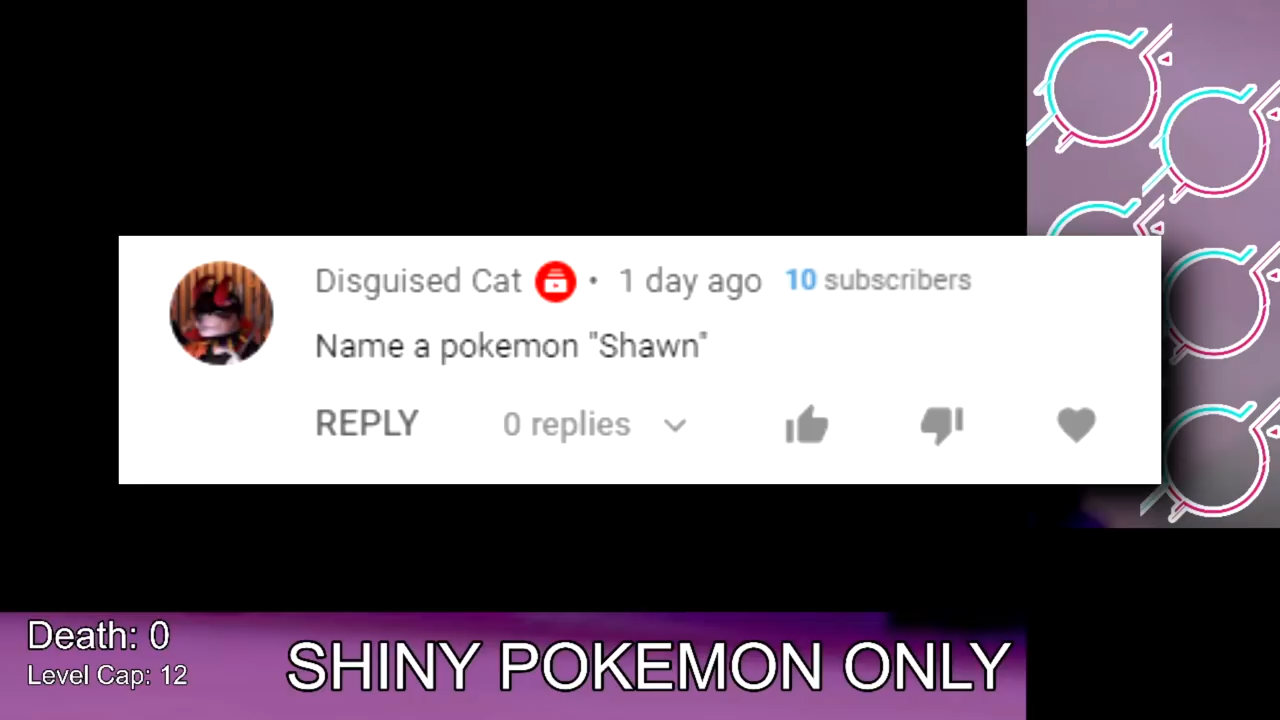 Disguised Cat • 1 day ago 10 subscribers
Name a pokemon "Shawn"
REPLY 0 replies
Death: 0
Level Cap: 12
SHINY POKEMON ONLY